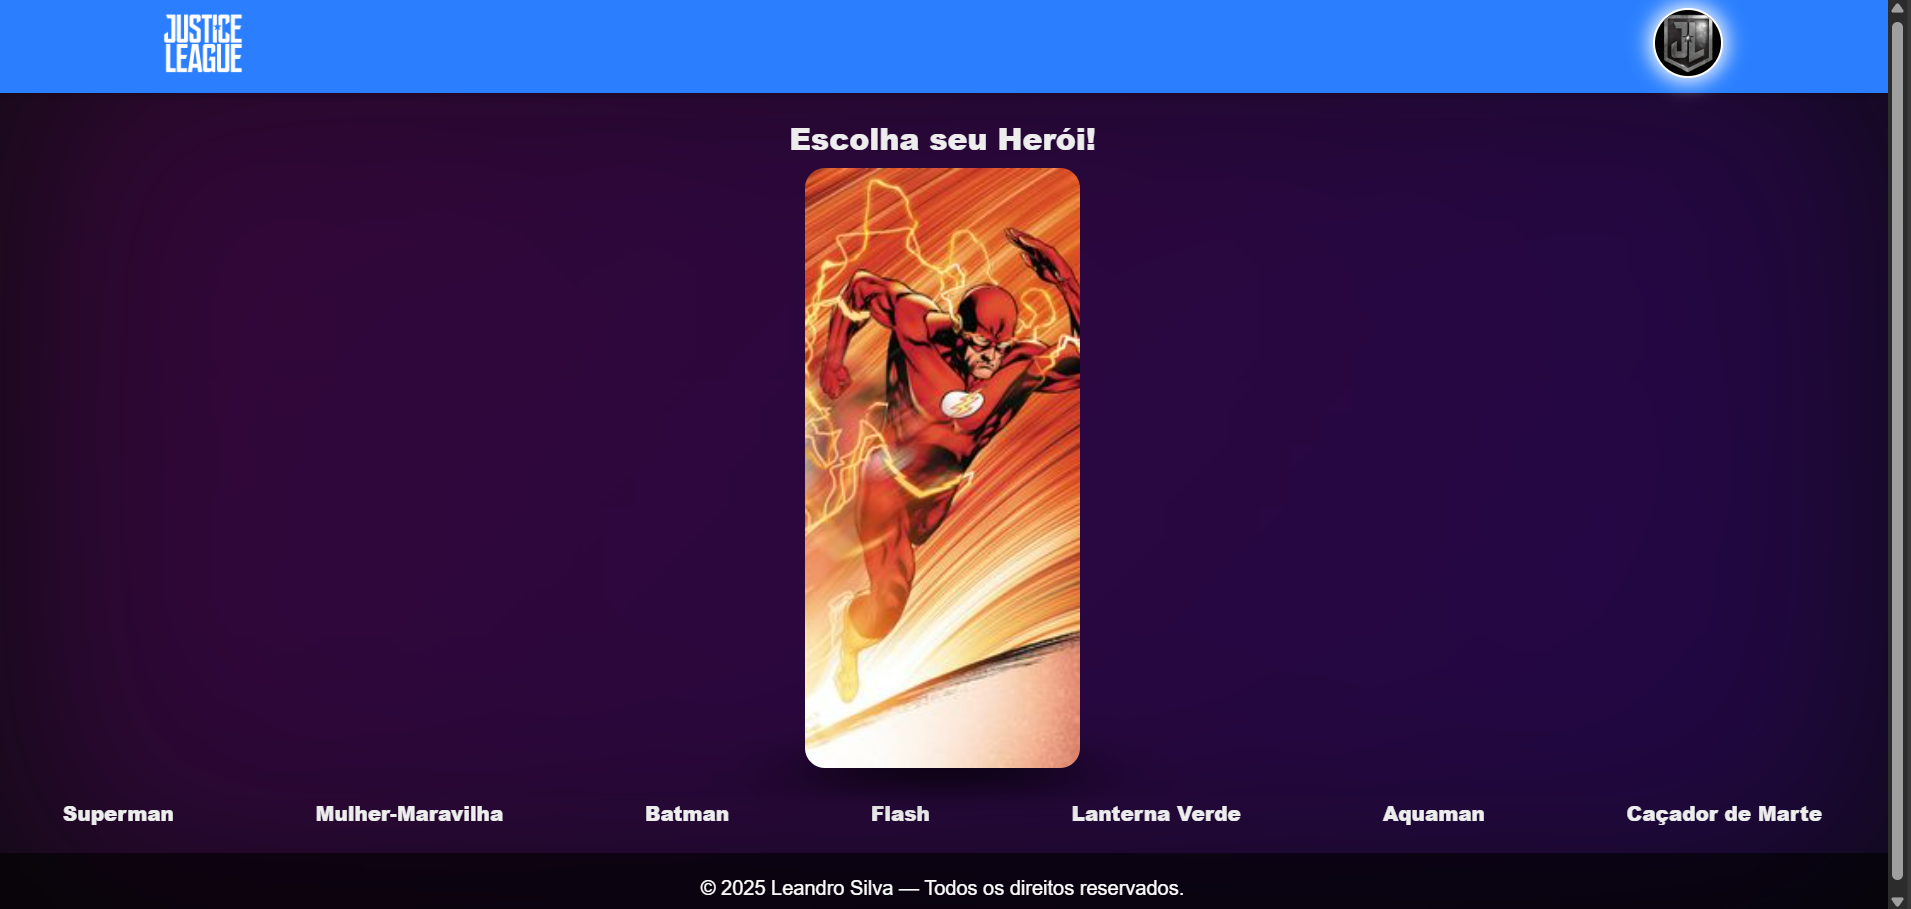 JUSTICE
LEAGUE
JL
Escolha seu Herói!
Superman Mulher-Maravilha Batman Flash Lanterna Verde Aquaman Caçador de Marte
© 2025 Leandro Silva — Todos os direitos reservados.